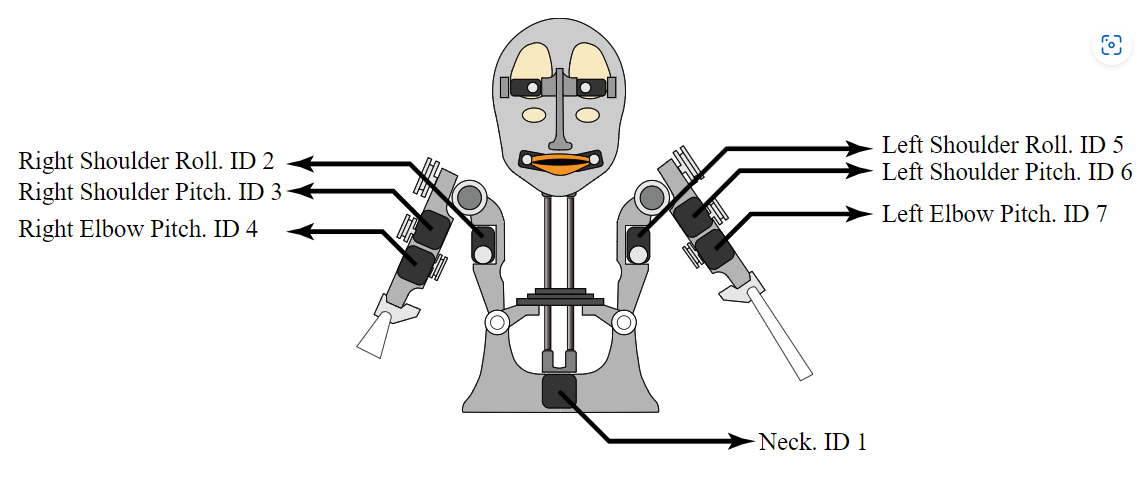 Right Shoulder Roll. ID 2
Right Shoulder Pitch. ID 3
Right Elbow Pitch. ID 4
Left Shoulder Roll. ID 5
Left Shoulder Pitch. ID 6
Left Elbow Pitch. ID 7
Neck. ID 1